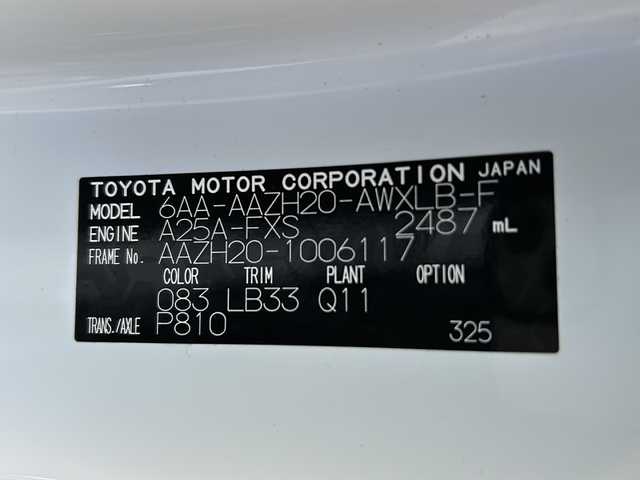 TOYOTA MOTOR CORPORATION JAPAN
MODEL 6AA-AAZH20-AWXLB-F
ENGINE A25A-FXS 2487 mL
FRAME No. AAZH20-1006117
COLOR TRIM PLANT OPTION
083 LB33 Q11
TRANS./AXLE P810 325